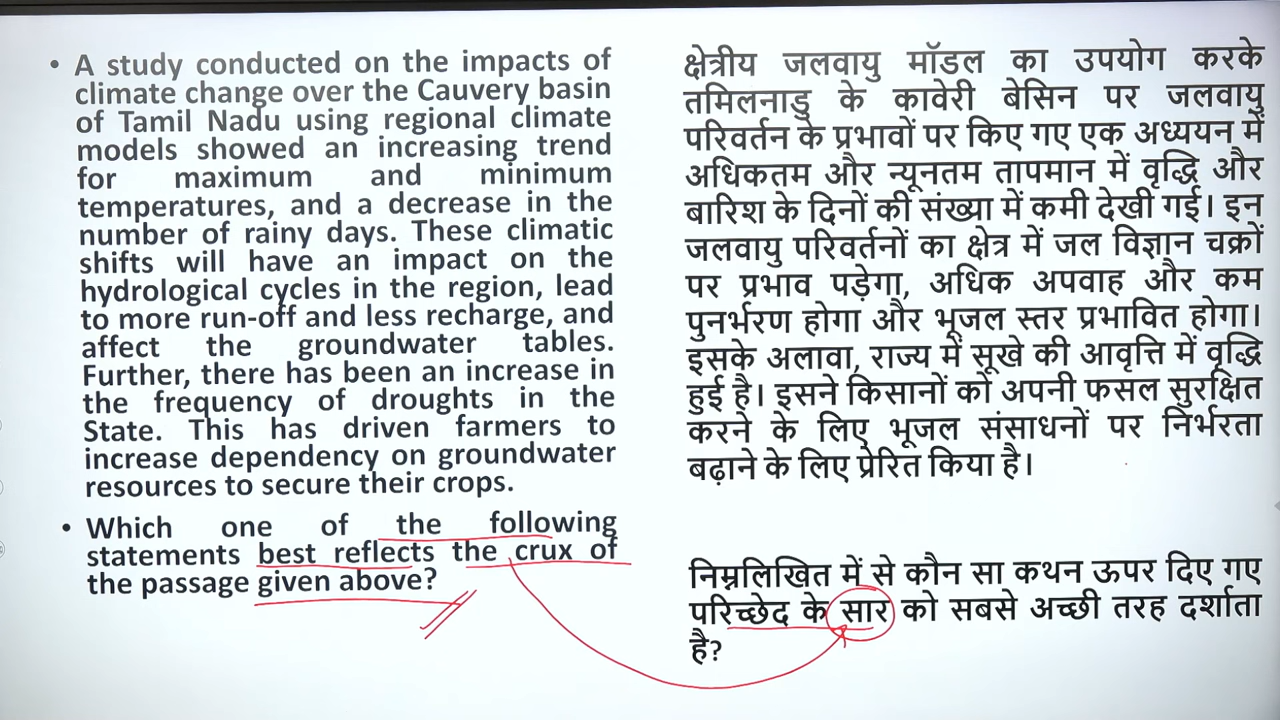 • A study conducted on the impacts of
climate change over the Cauvery basin
of Tamil Nadu using regional climate
models showed an increasing trend
for maximum and minimum
temperatures, and a decrease in the
number of rainy days. These climatic
shifts will have an impact on the
hydrological cycles in the region, lead
to more run-off and less recharge, and
affect the groundwater tables.
Further, there has been an increase in
the frequency of droughts in the
State. This has driven farmers to
increase dependency on groundwater
resources to secure their crops.
• Which one of the following
statements best reflects the crux of
the passage given above?
क्षेत्रीय जलवायु मॉडल का उपयोग करके
तमिलनाडु के कावेरी बेसिन पर जलवायु
परिवर्तन के प्रभावों पर किए गए एक अध्ययन में
अधिकतम और न्यूनतम तापमान में वृद्धि और
बारिश के दिनों की संख्या में कमी देखी गई। इन
जलवायु परिवर्तनों का क्षेत्र में जल विज्ञान चक्रों
पर प्रभाव पड़ेगा, अधिक अपवाह और कम
पुनर्भरण होगा और भूजल स्तर प्रभावित होगा।
इसके अलावा, राज्य में सूखे की आवृत्ति में वृद्धि
हुई है। इसने किसानों को अपनी फसल सुरक्षित
करने के लिए भूजल संसाधनों पर निर्भरता
बढ़ाने के लिए प्रेरित किया है।
निम्नलिखित में से कौन सा कथन ऊपर दिए गए
परिच्छेद के सार को सबसे अच्छी तरह दर्शाता
है?